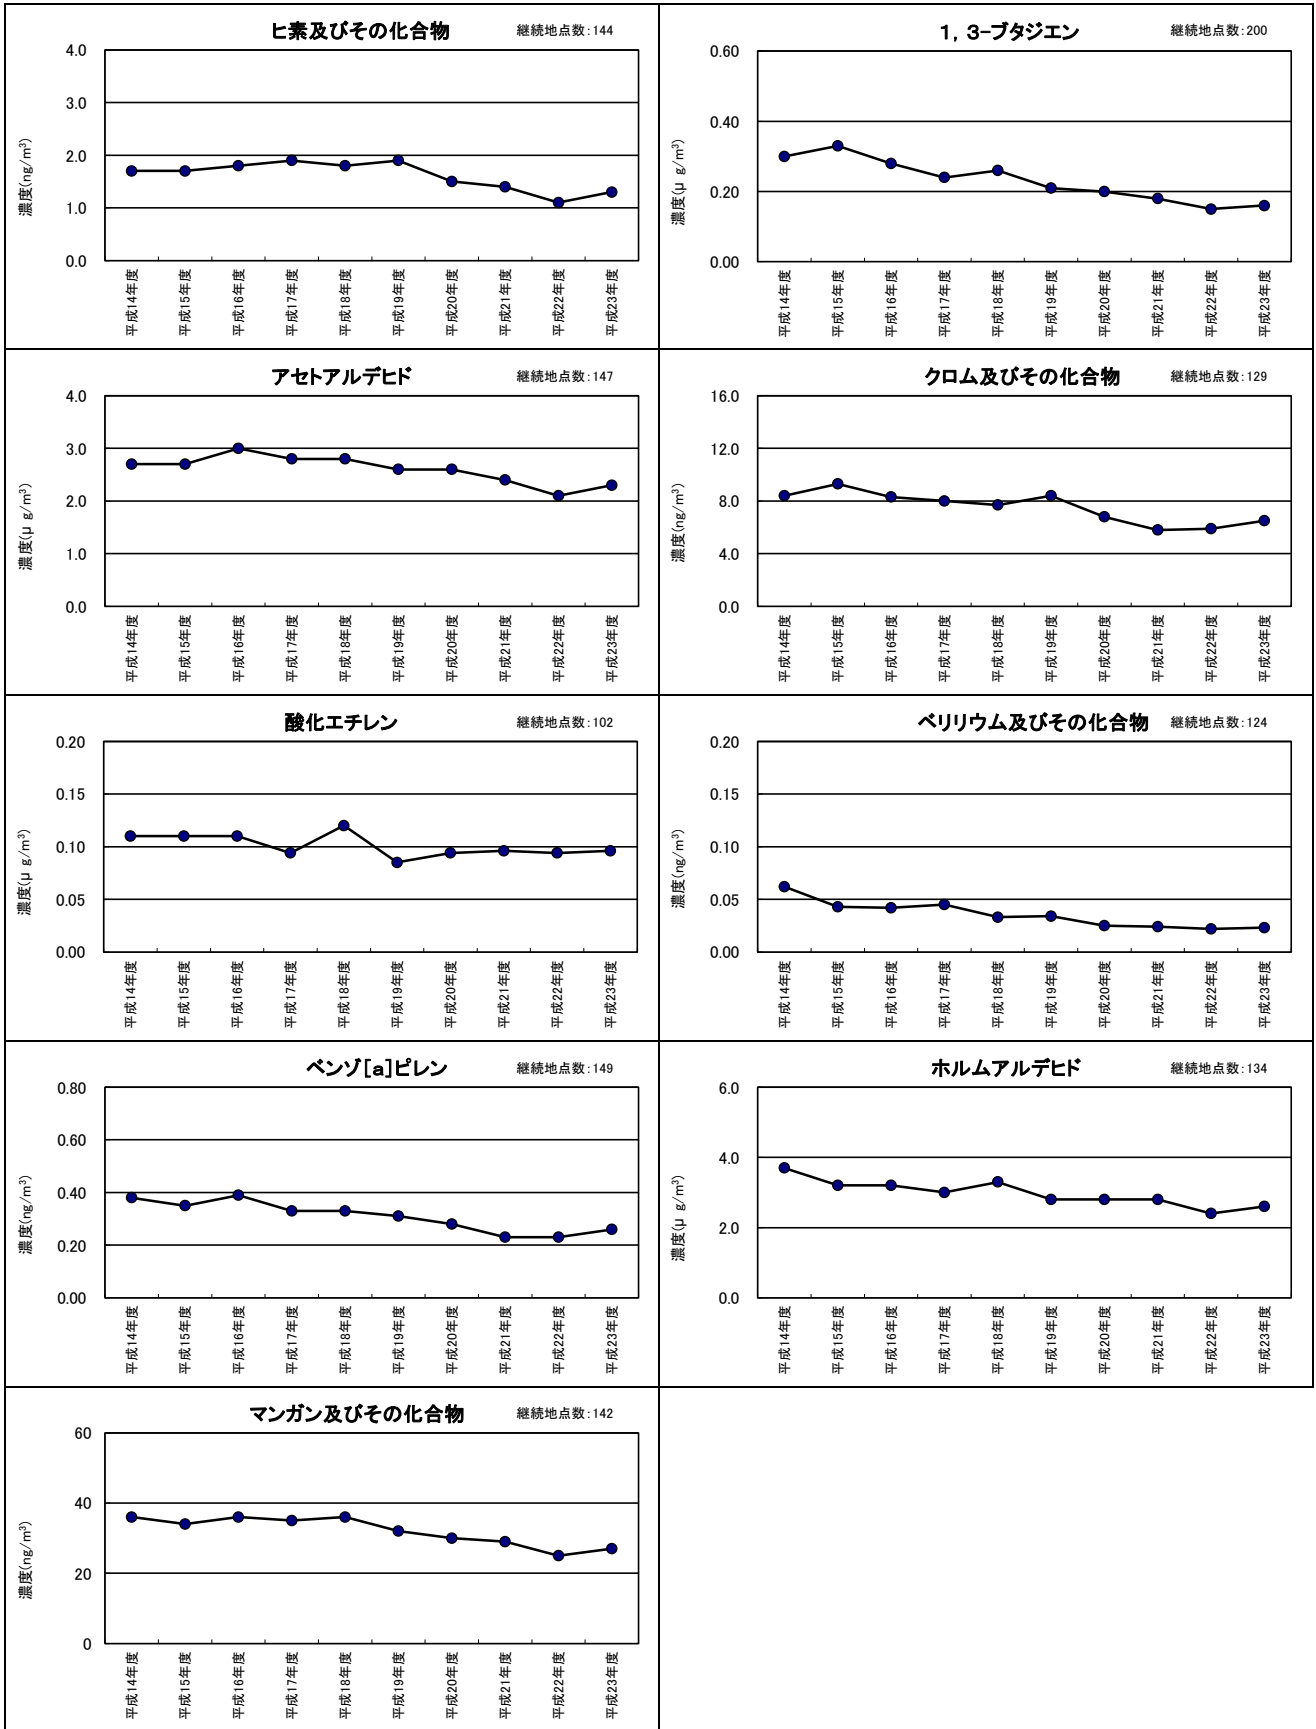 ヒ素及びその化合物 継続地点数:144
4.0
3.0
2.0
1.0
0.0
濃度(ng/m³)
平成14年度 平成15年度 平成16年度 平成17年度 平成18年度 平成19年度 平成20年度 平成21年度 平成22年度 平成23年度
1，3-ブタジエン 継続地点数:200
0.60
0.40
0.20
0.00
濃度(μ g/m³)
平成14年度 平成15年度 平成16年度 平成17年度 平成18年度 平成19年度 平成20年度 平成21年度 平成22年度 平成23年度
アセトアルデヒド 継続地点数:147
4.0
3.0
2.0
1.0
0.0
濃度(μ g/m³)
平成14年度 平成15年度 平成16年度 平成17年度 平成18年度 平成19年度 平成20年度 平成21年度 平成22年度 平成23年度
クロム及びその化合物 継続地点数:129
16.0
12.0
8.0
4.0
0.0
濃度(ng/m³)
平成14年度 平成15年度 平成16年度 平成17年度 平成18年度 平成19年度 平成20年度 平成21年度 平成22年度 平成23年度
酸化エチレン 継続地点数:102
0.20
0.15
0.10
0.05
0.00
濃度(μ g/m³)
平成14年度 平成15年度 平成16年度 平成17年度 平成18年度 平成19年度 平成20年度 平成21年度 平成22年度 平成23年度
ベリリウム及びその化合物 継続地点数:124
0.20
0.15
0.10
0.05
0.00
濃度(ng/m³)
平成14年度 平成15年度 平成16年度 平成17年度 平成18年度 平成19年度 平成20年度 平成21年度 平成22年度 平成23年度
ベンゾ[a]ピレン 継続地点数:149
0.80
0.60
0.40
0.20
0.00
濃度(ng/m³)
平成14年度 平成15年度 平成16年度 平成17年度 平成18年度 平成19年度 平成20年度 平成21年度 平成22年度 平成23年度
ホルムアルデヒド 継続地点数:134
6.0
4.0
2.0
0.0
濃度(μ g/m³)
平成14年度 平成15年度 平成16年度 平成17年度 平成18年度 平成19年度 平成20年度 平成21年度 平成22年度 平成23年度
マンガン及びその化合物 継続地点数:142
60
40
20
0
濃度(ng/m³)
平成14年度 平成15年度 平成16年度 平成17年度 平成18年度 平成19年度 平成20年度 平成21年度 平成22年度 平成23年度